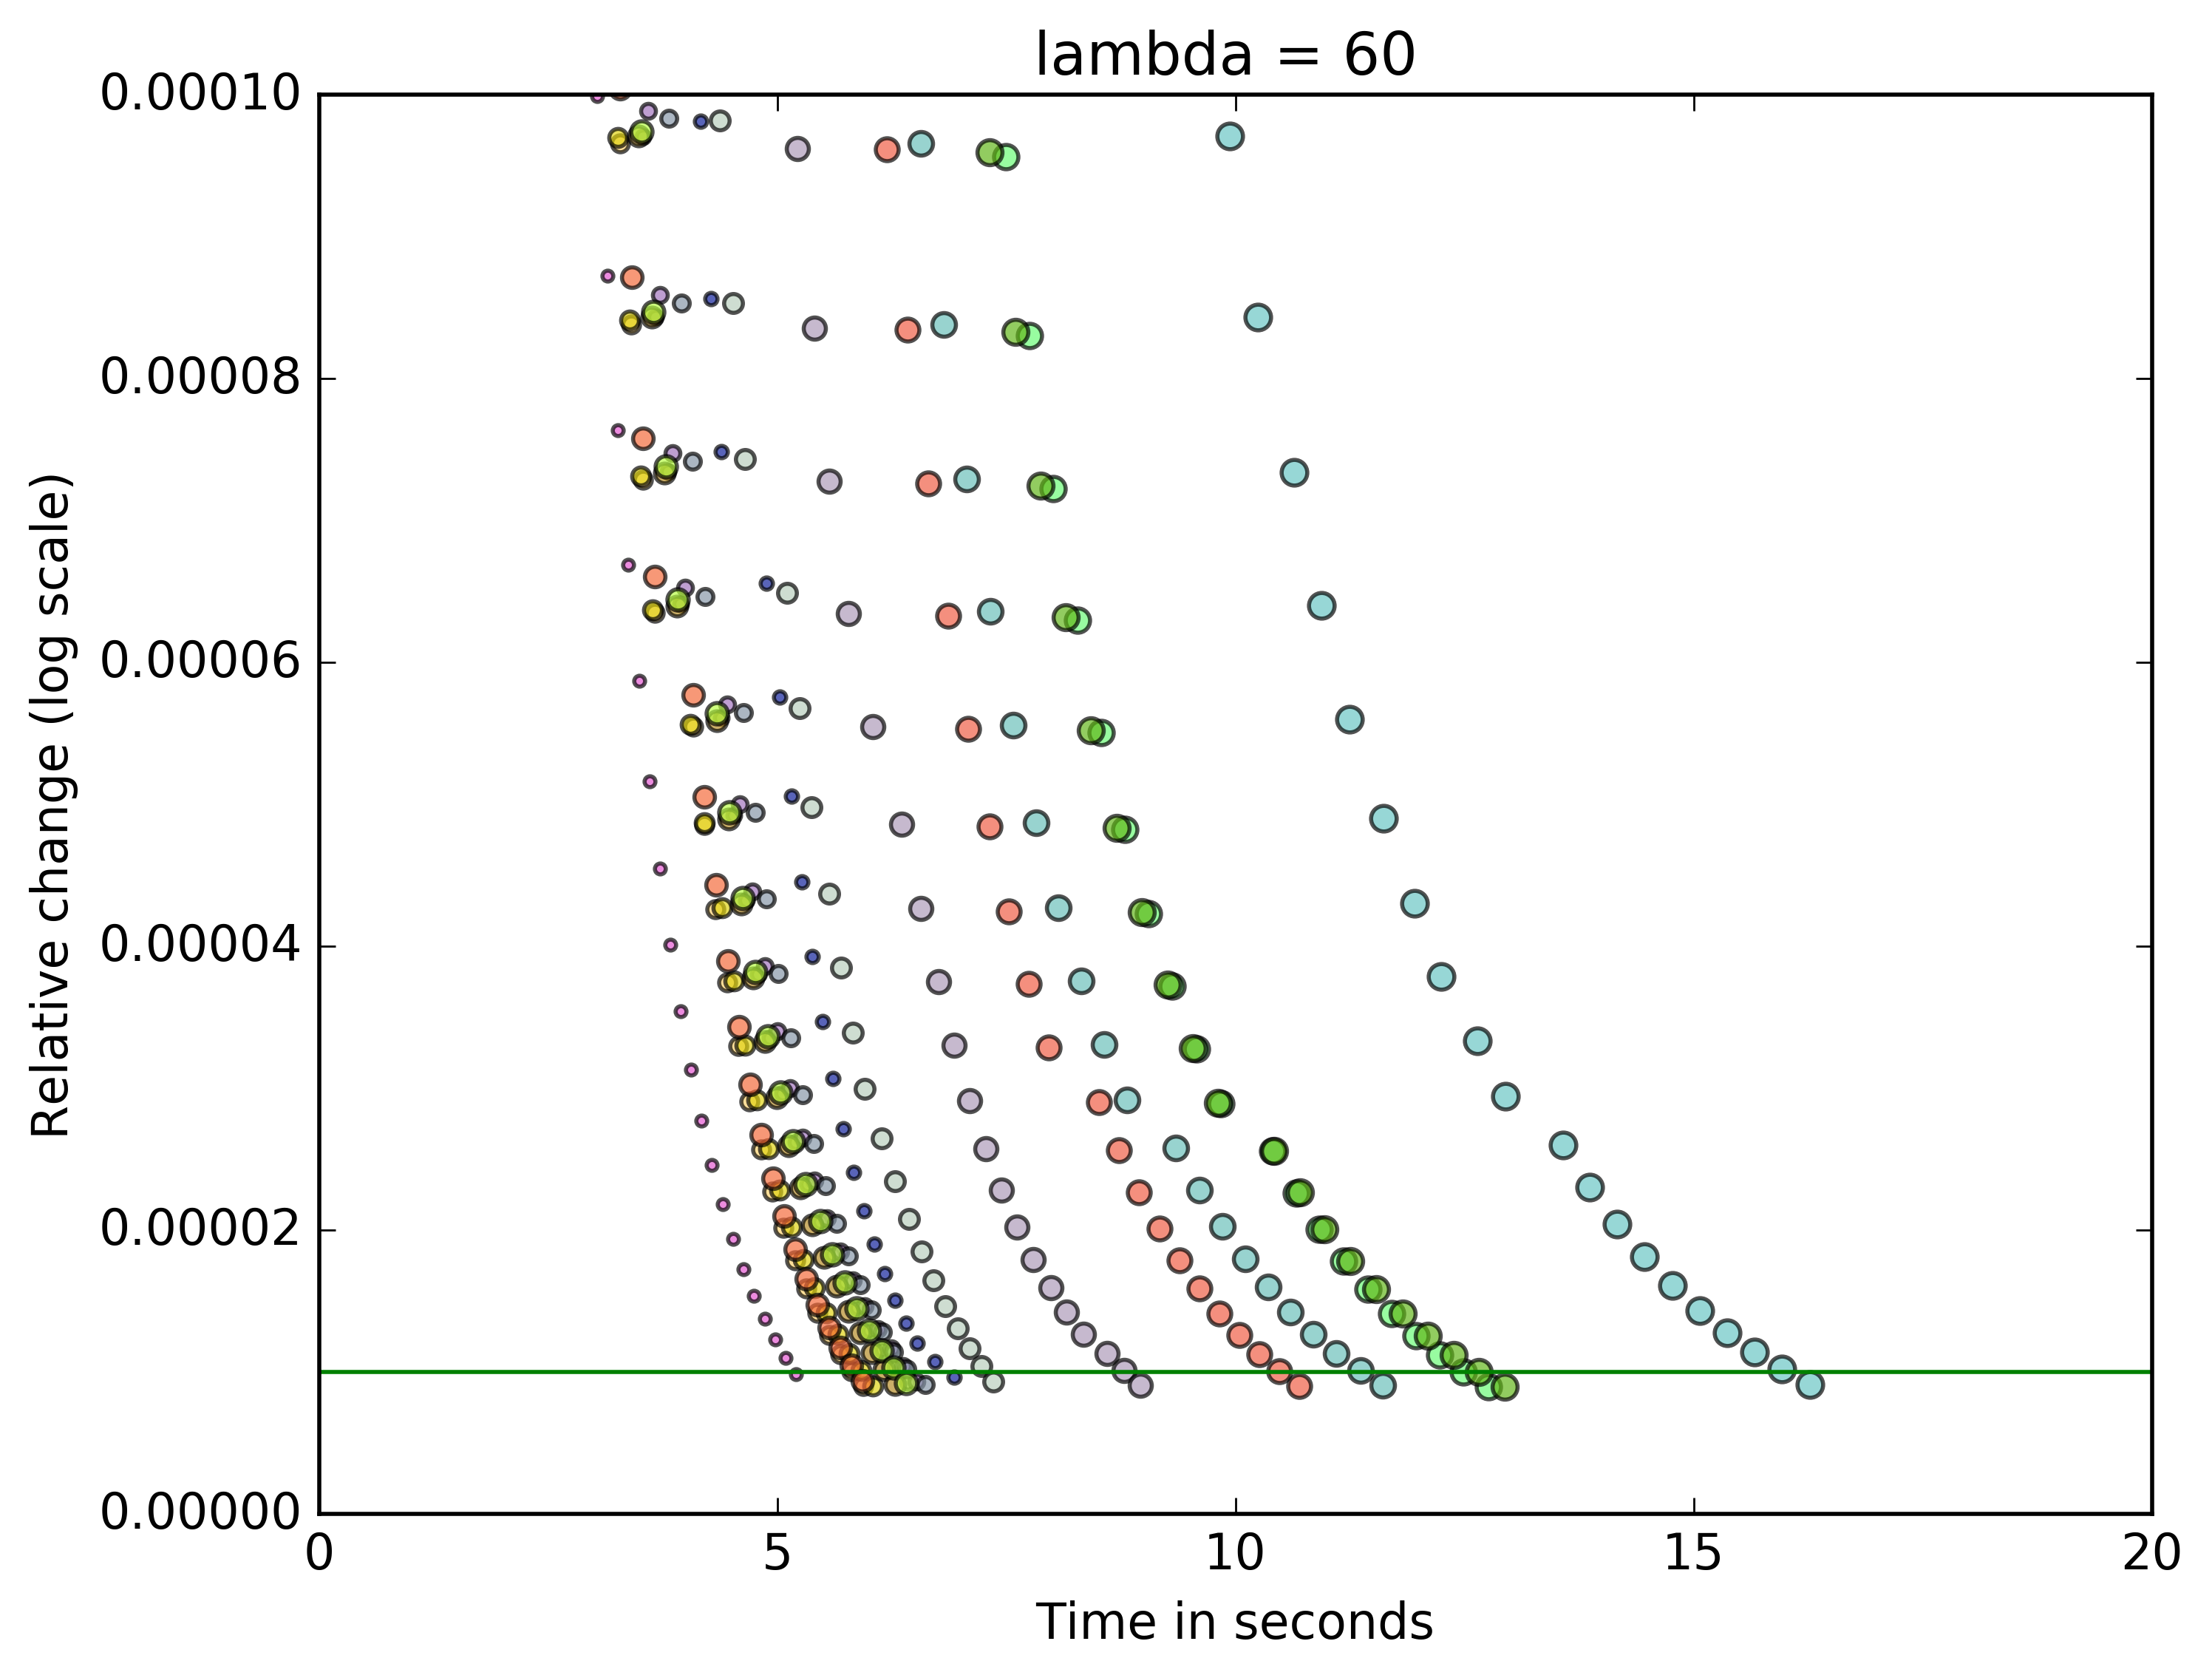 lambda = 60
0.00010
0.00008
0.00006
0.00004
0.00002
0.00000
Relative change (log scale)
0 5 10 15 20
Time in seconds